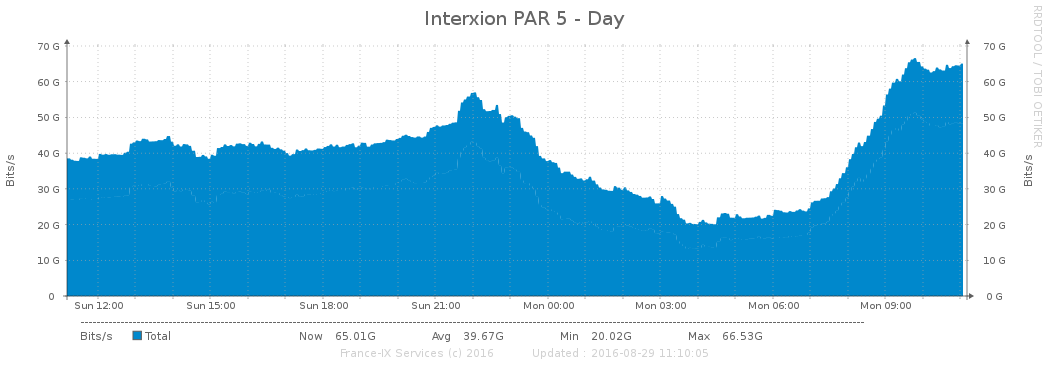 Interxion PAR 5 - Day
RRDTOOL / TOBI OETIKER
Bits/s
70 G
60 G
50 G
40 G
30 G
20 G
10 G
0
70 G
60 G
50 G
40 G
30 G
20 G
10 G
0 G
Bits/s
Sun 12:00 Sun 15:00 Sun 18:00 Sun 21:00 Mon 00:00 Mon 03:00 Mon 06:00 Mon 09:00
Bits/s Total Now 65.01G Avg 39.67G Min 20.02G Max 66.53G
France-IX Services (c) 2016 Updated : 2016-08-29 11:10:05